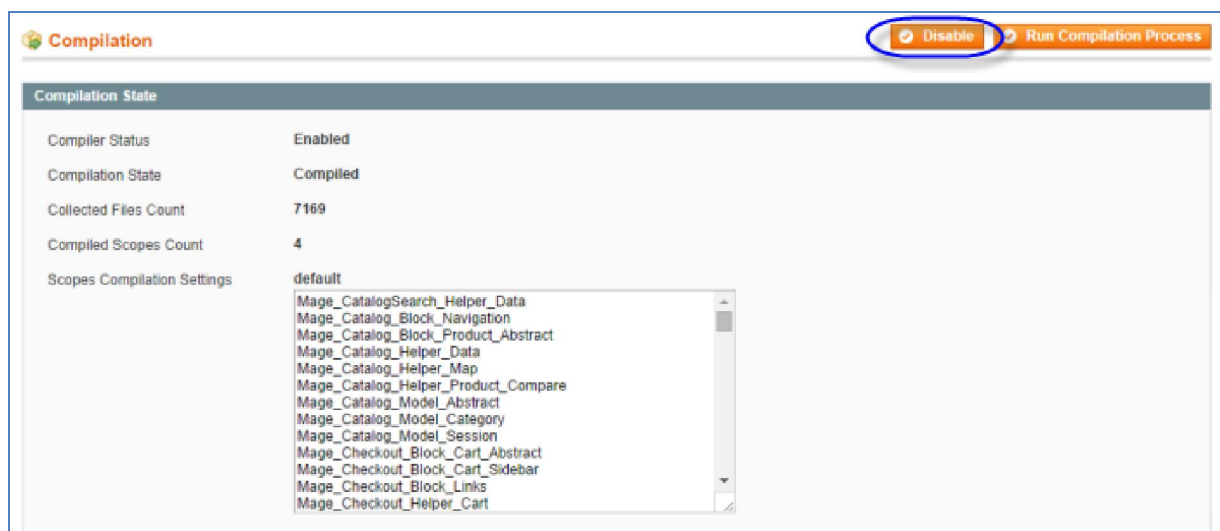 Compilation
Disable
Run Compilation Process
Compilation State
Compiler Status Enabled
Compilation State Compiled
Collected Files Count 7169
Compiled Scopes Count 4
Scopes Compilation Settings default
Mage_CatalogSearch_Helper_Data
Mage_Catalog_Block_Navigation
Mage_Catalog_Block_Product_Abstract
Mage_Catalog_Helper_Data
Mage_Catalog_Helper_Map
Mage_Catalog_Helper_Product_Compare
Mage_Catalog_Model_Abstract
Mage_Catalog_Model_Category
Mage_Catalog_Model_Session
Mage_Checkout_Block_Cart_Abstract
Mage_Checkout_Block_Cart_Sidebar
Mage_Checkout_Block_Links
Mage_Checkout_Helper_Cart